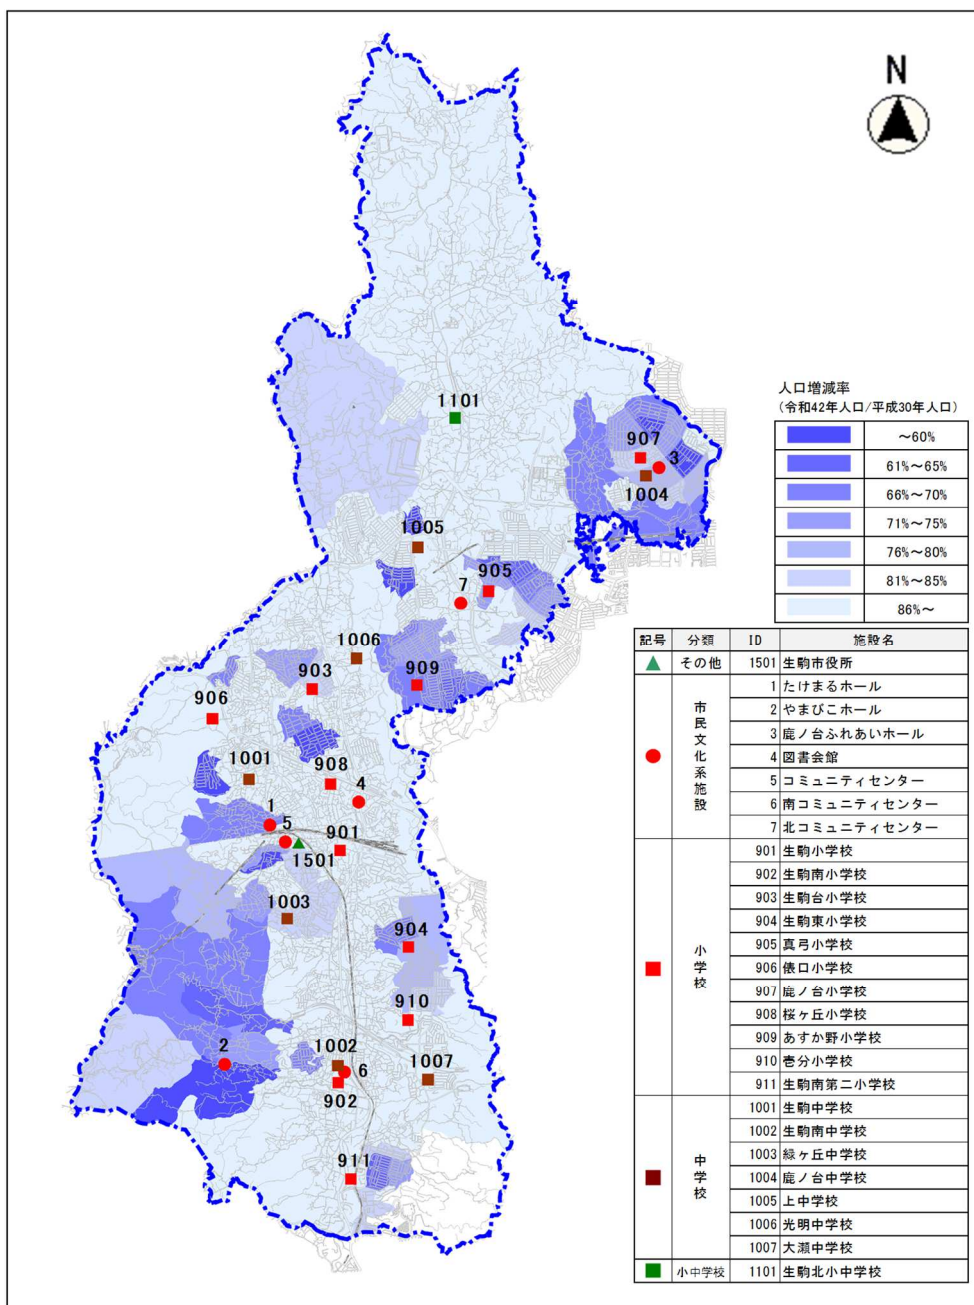 N
1101
907
3
1004
1005
905
7
1006
903
909
906
1001
908
4
1
5
901
1501
1003
904
910
2
1002
1007
6
902
911
人口増減率
（令和42年人口/平成30年人口）
～60%
61%～65%
66%～70%
71%～75%
76%～80%
81%～85%
86%～
記号 分類 ID 施設名
その他 1501 生駒市役所
市民文化系施設
1 たけまるホール
2 やまびこホール
3 鹿ノ台ふれあいホール
4 図書会館
5 コミュニティセンター
6 南コミュニティセンター
7 北コミュニティセンター
小学校
901 生駒小学校
902 生駒南小学校
903 生駒台小学校
904 生駒東小学校
905 真弓小学校
906 俵口小学校
907 鹿ノ台小学校
908 桜ヶ丘小学校
909 あすか野小学校
910 壱分小学校
911 生駒南第二小学校
中学校
1001 生駒中学校
1002 生駒南中学校
1003 緑ヶ丘中学校
1004 鹿ノ台中学校
1005 上中学校
1006 光明中学校
1007 大瀬中学校
小中学校 1101 生駒北小中学校